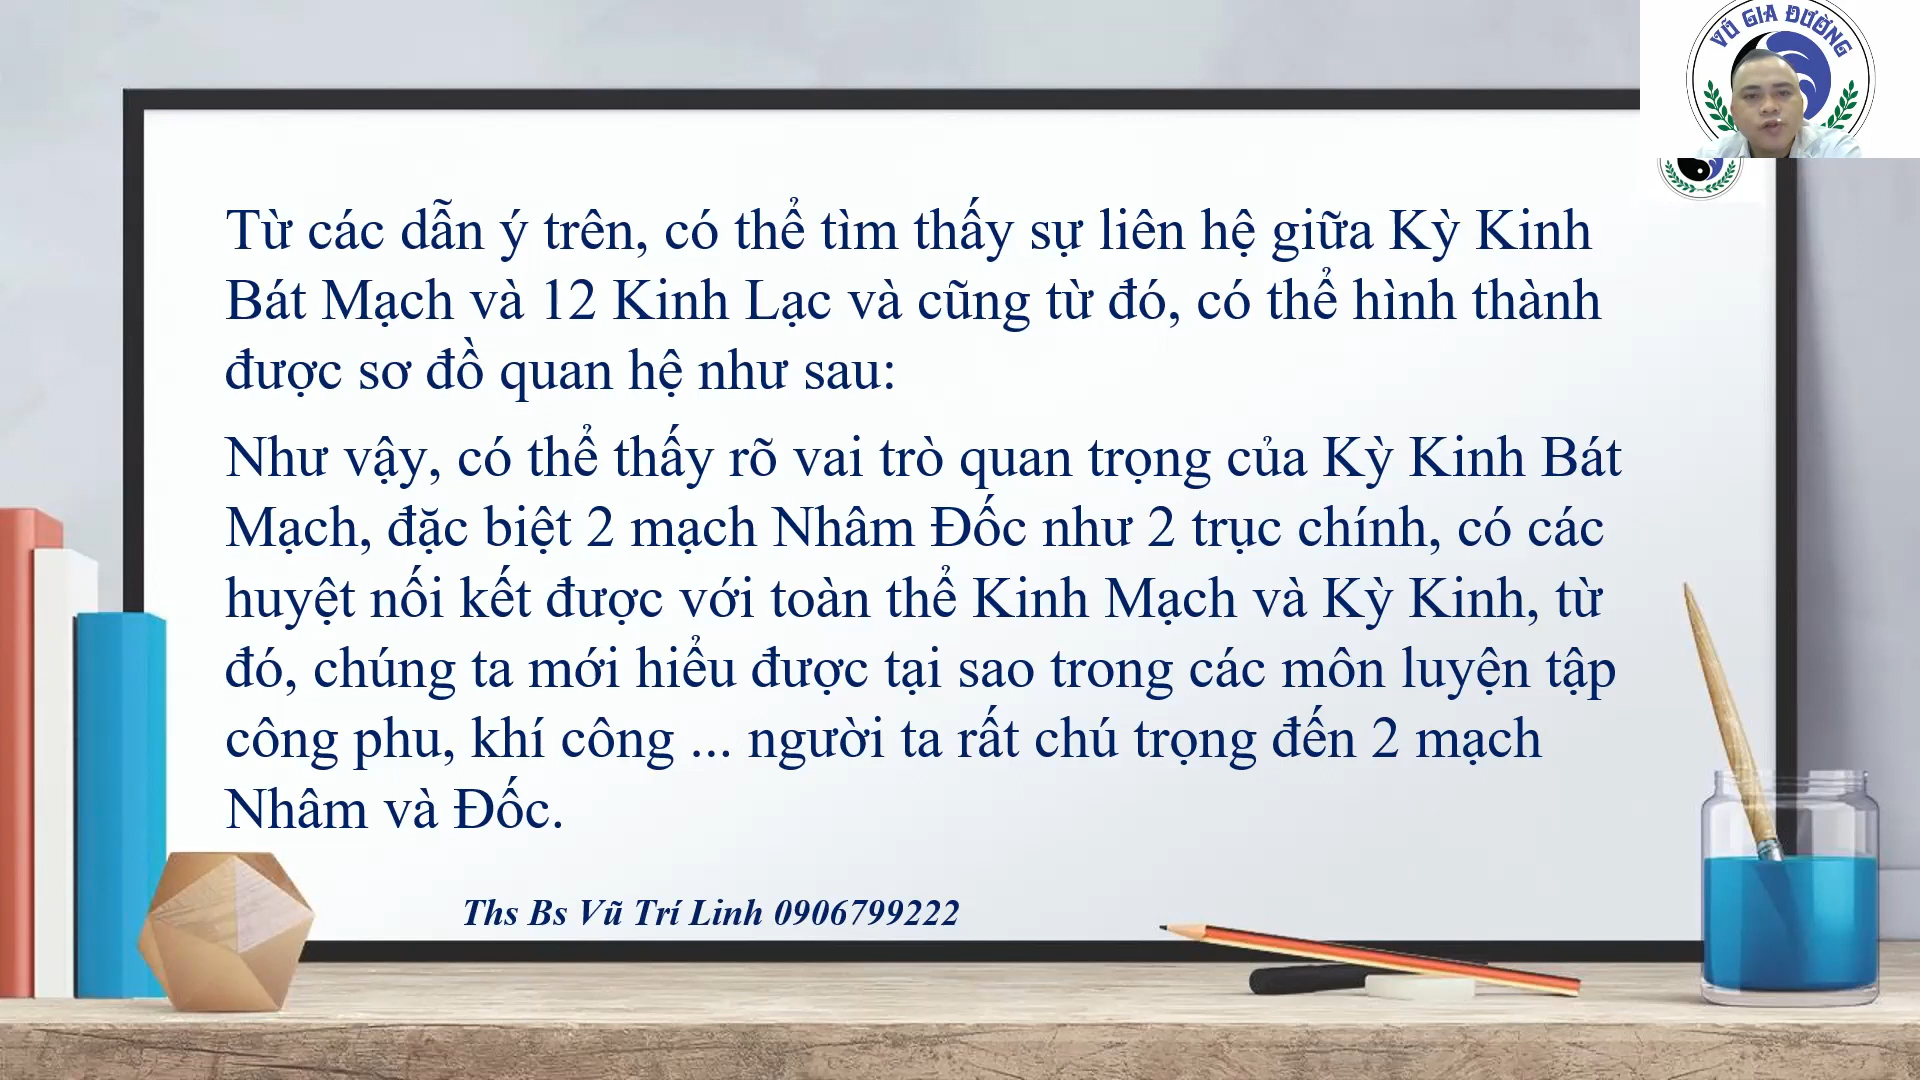 VŨ GIA ĐƯỜNG
Từ các dẫn ý trên, có thể tìm thấy sự liên hệ giữa Kỳ Kinh
Bát Mạch và 12 Kinh Lạc và cũng từ đó, có thể hình thành
được sơ đồ quan hệ như sau:
Như vậy, có thể thấy rõ vai trò quan trọng của Kỳ Kinh Bát
Mạch, đặc biệt 2 mạch Nhâm Đốc như 2 trục chính, có các
huyệt nối kết được với toàn thể Kinh Mạch và Kỳ Kinh, từ
đó, chúng ta mới hiểu được tại sao trong các môn luyện tập
công phu, khí công ... người ta rất chú trọng đến 2 mạch
Nhâm và Đốc.
Ths Bs Vũ Trí Linh 0906799222